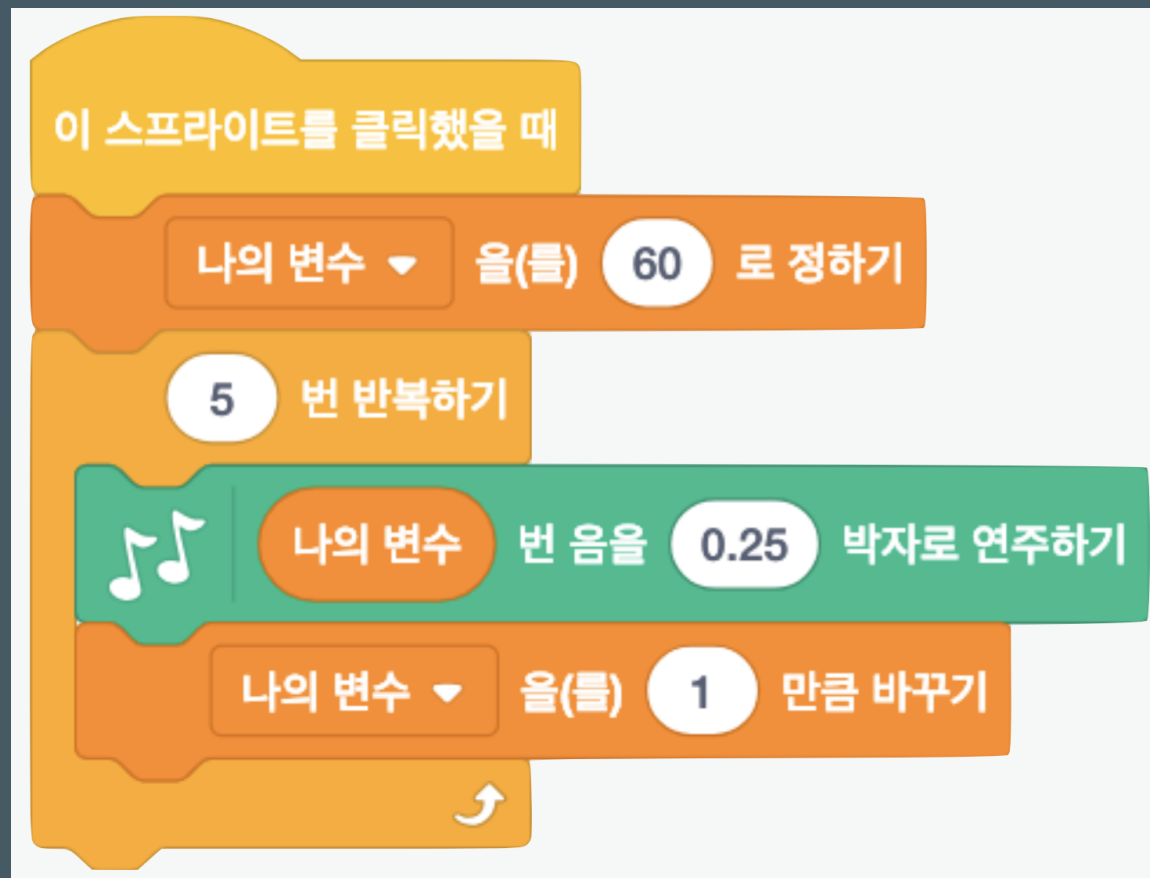 이 스프라이트를 클릭했을 때
나의 변수 을(를) 60 로 정하기
5 번 반복하기
나의 변수 번 음을 0.25 박자로 연주하기
나의 변수 을(를) 1 만큼 바꾸기